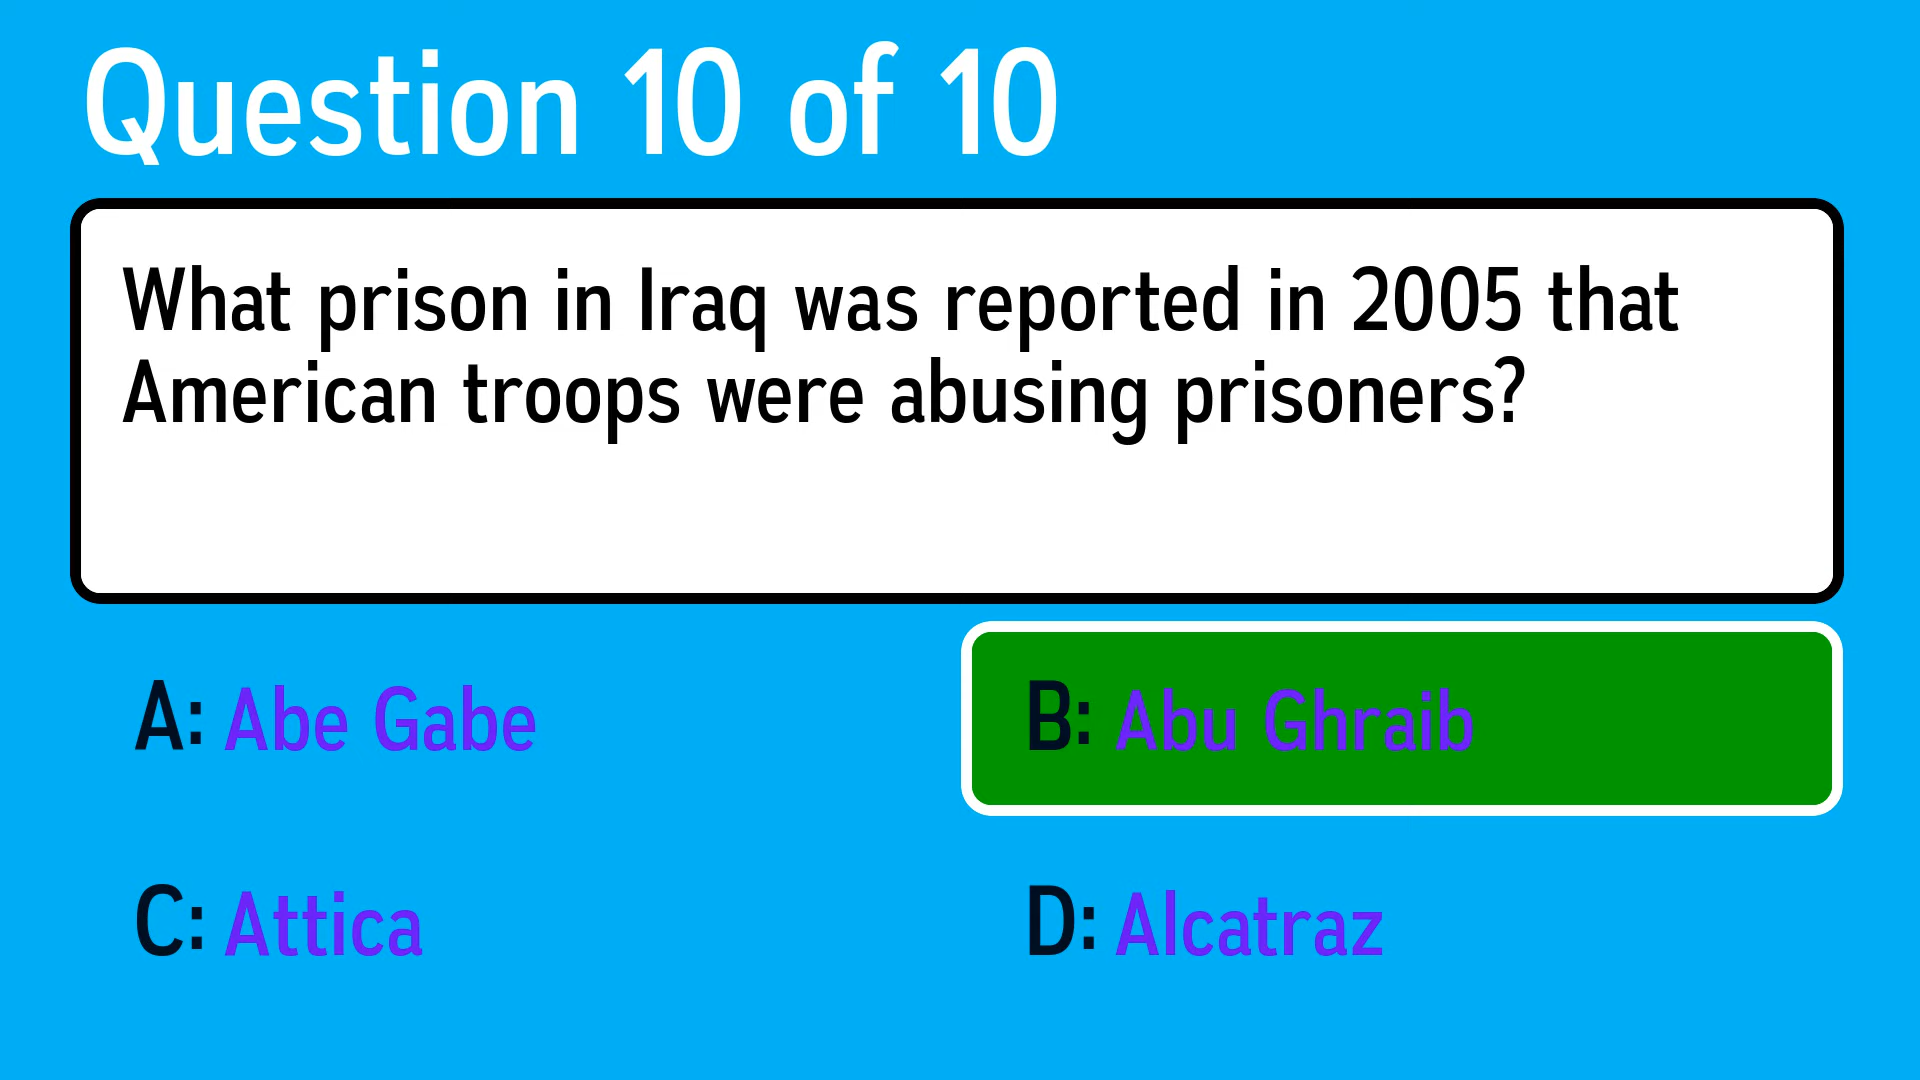 Question 10 of 10
What prison in Iraq was reported in 2005 that
American troops were abusing prisoners?
A: Abe Gabe
B: Abu Ghraib
C: Attica
D: Alcatraz